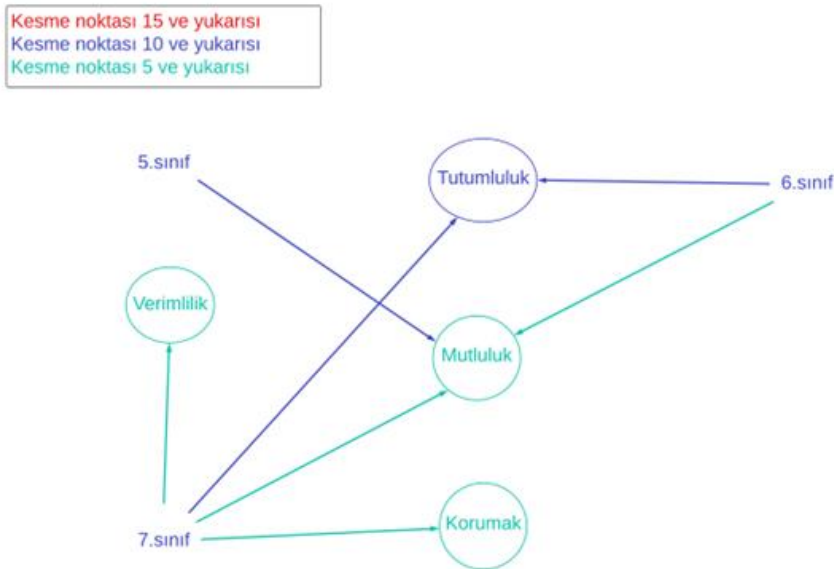 Kesme noktası 15 ve yukarısı
Kesme noktası 10 ve yukarısı
Kesme noktası 5 ve yukarısı
5.sınıf
Tutumluluk
6.sınıf
Verimlilik
Mutluluk
Korumak
7.sınıf